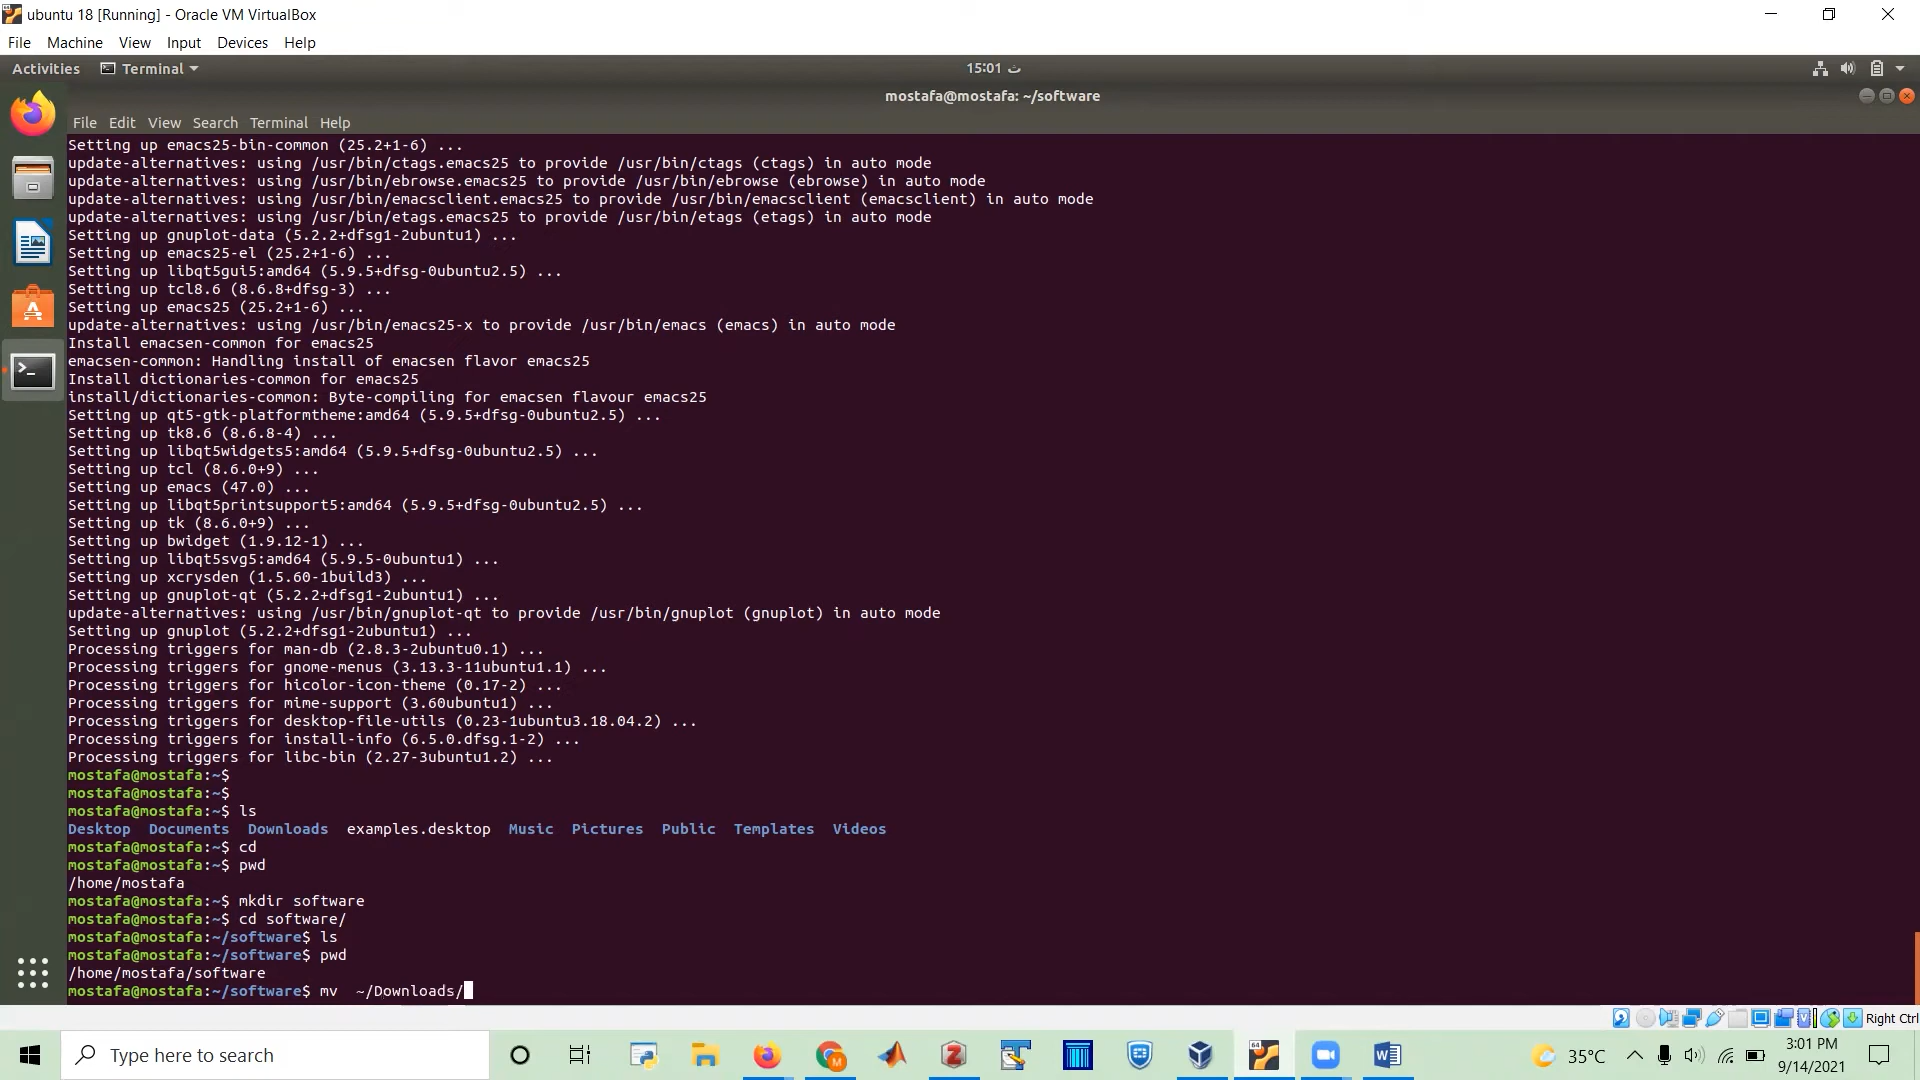 ubuntu 18 [Running] - Oracle VM VirtualBox
File Machine View Input Devices Help
Activities Terminal 15:01 ث
mostafa@mostafa: ~/software
File Edit View Search Terminal Help
Setting up emacs25-bin-common (25.2+1-6) ...
update-alternatives: using /usr/bin/ctags.emacs25 to provide /usr/bin/ctags (ctags) in auto mode
update-alternatives: using /usr/bin/ebrowse.emacs25 to provide /usr/bin/ebrowse (ebrowse) in auto mode
update-alternatives: using /usr/bin/emacsclient.emacs25 to provide /usr/bin/emacsclient (emacsclient) in auto mode
update-alternatives: using /usr/bin/etags.emacs25 to provide /usr/bin/etags (etags) in auto mode
Setting up gnuplot-data (5.2.2+dfsg1-2ubuntu1) ...
Setting up emacs25-el (25.2+1-6) ...
Setting up libqt5gui5:amd64 (5.9.5+dfsg-0ubuntu2.5) ...
Setting up tcl8.6 (8.6.8+dfsg-3) ...
Setting up emacs25 (25.2+1-6) ...
update-alternatives: using /usr/bin/emacs25-x to provide /usr/bin/emacs (emacs) in auto mode
Install emacsen-common for emacs25
emacsen-common: Handling install of emacsen flavor emacs25
Install dictionaries-common for emacs25
install/dictionaries-common: Byte-compiling for emacsen flavour emacs25
Setting up qt5-gtk-platformtheme:amd64 (5.9.5+dfsg-0ubuntu2.5) ...
Setting up tk8.6 (8.6.8-4) ...
Setting up libqt5widgets5:amd64 (5.9.5+dfsg-0ubuntu2.5) ...
Setting up tcl (8.6.0+9) ...
Setting up emacs (47.0) ...
Setting up libqt5printsupport5:amd64 (5.9.5+dfsg-0ubuntu2.5) ...
Setting up tk (8.6.0+9) ...
Setting up bwidget (1.9.12-1) ...
Setting up libqt5svg5:amd64 (5.9.5-0ubuntu1) ...
Setting up xcrysden (1.5.60-1build3) ...
Setting up gnuplot-qt (5.2.2+dfsg1-2ubuntu1) ...
update-alternatives: using /usr/bin/gnuplot-qt to provide /usr/bin/gnuplot (gnuplot) in auto mode
Setting up gnuplot (5.2.2+dfsg1-2ubuntu1) ...
Processing triggers for man-db (2.8.3-2ubuntu0.1) ...
Processing triggers for gnome-menus (3.13.3-11ubuntu1.1) ...
Processing triggers for hicolor-icon-theme (0.17-2) ...
Processing triggers for mime-support (3.60ubuntu1) ...
Processing triggers for desktop-file-utils (0.23-1ubuntu3.18.04.2) ...
Processing triggers for install-info (6.5.0.dfsg.1-2) ...
Processing triggers for libc-bin (2.27-3ubuntu1.2) ...
mostafa@mostafa:~$
mostafa@mostafa:~$
mostafa@mostafa:~$ ls
Desktop Documents Downloads examples.desktop Music Pictures Public Templates Videos
mostafa@mostafa:~$ cd
mostafa@mostafa:~$ pwd
/home/mostafa
mostafa@mostafa:~$ mkdir software
mostafa@mostafa:~$ cd software/
mostafa@mostafa:~/software$ ls
mostafa@mostafa:~/software$ pwd
/home/mostafa/software
mostafa@mostafa:~/software$ mv ~/Downloads/
Right Ctrl
Type here to search
35°C
3:01 PM
9/14/2021